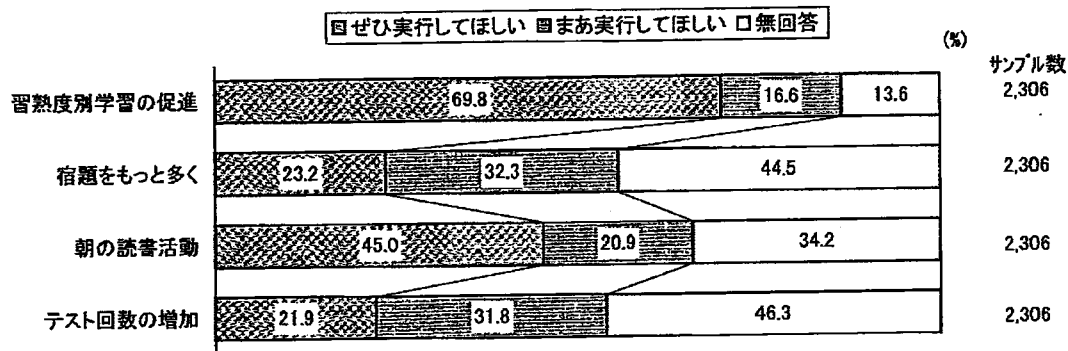 ぜひ実行してほしい まあ実行してほしい 無回答
(%)
サンプル数
習熟度別学習の促進 69.8 16.6 13.6 2,306
宿題をもっと多く 23.2 32.3 44.5 2,306
朝の読書活動 45.0 20.9 34.2 2,306
テスト回数の増加 21.9 31.8 46.3 2,306